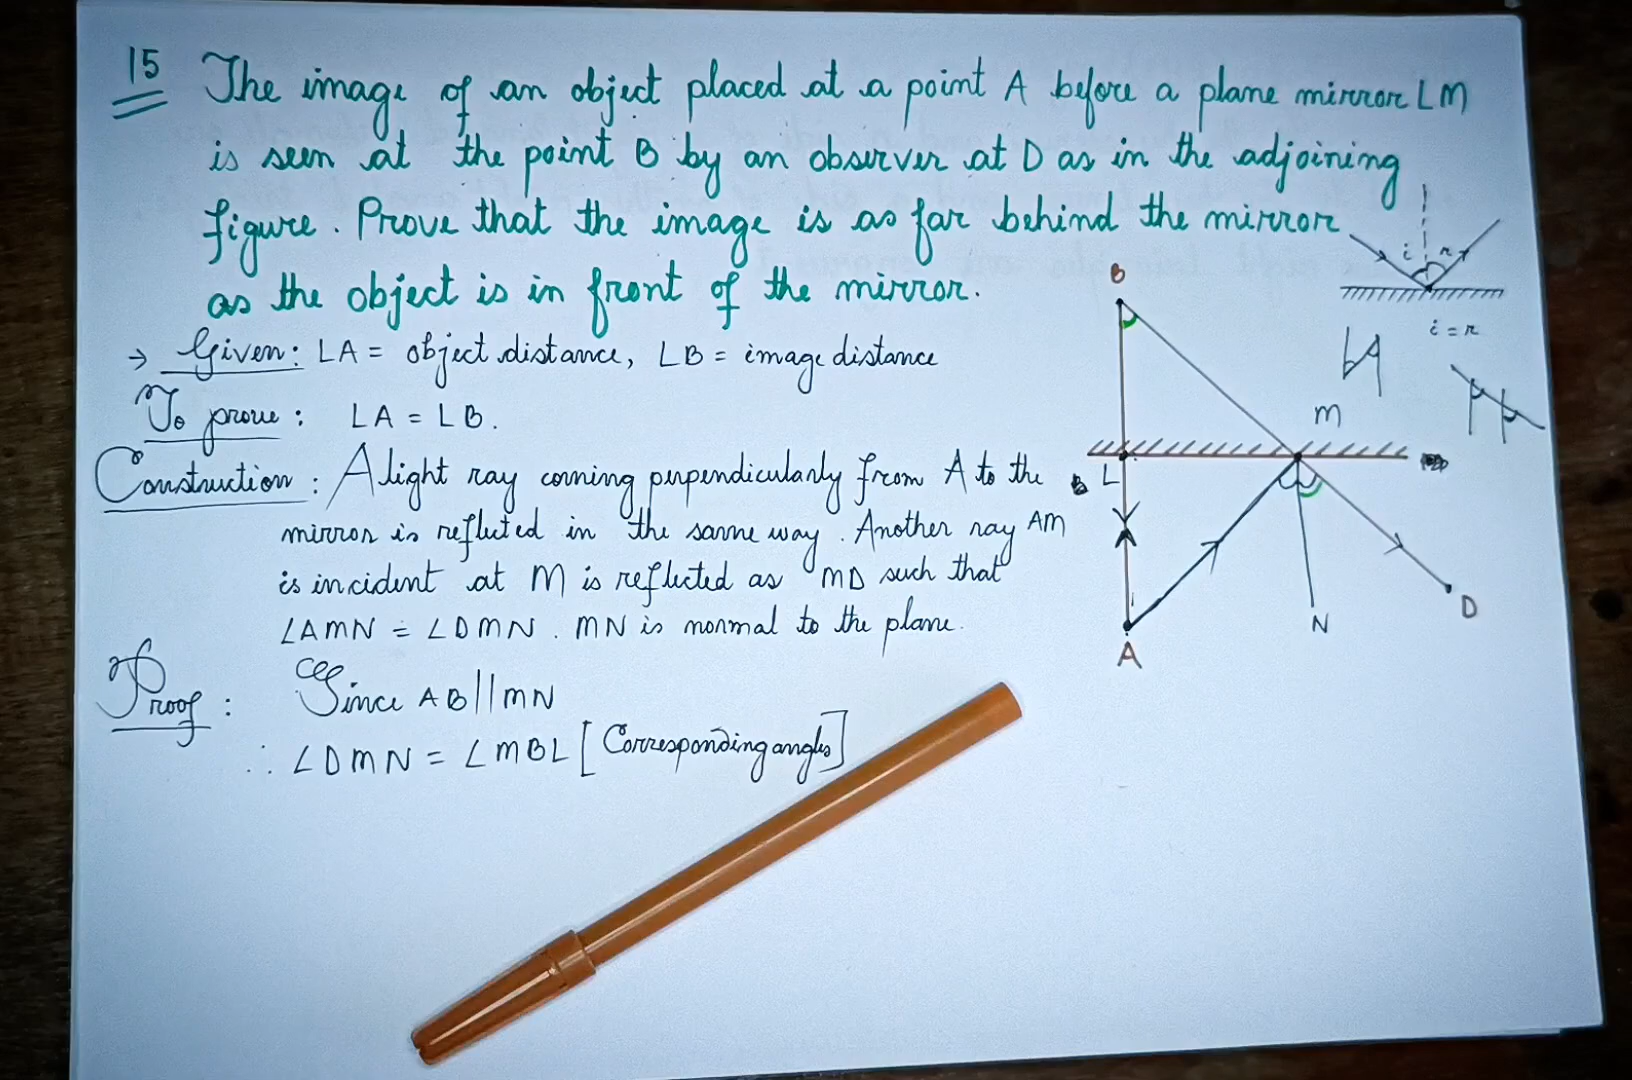 15 The image of an object placed at a point A before a plane mirror LM
is seen at the point B by an observer at D as in the adjoining
figure. Prove that the image is as far behind the mirror
as the object is in front of the mirror.
→ Given: LA = object distance, LB = image distance
To prove: LA = LB.
Construction: A light ray coming perpendicularly from A to the
mirror is reflected in the same way. Another ray AM
is incident at M is reflected as MD such that
∠AMN = ∠DMN. MN is normal to the plane.
Proof: Since AB||MN
∴ ∠DMN = ∠MBL [Corresponding angles]
i r
i = r
B
M
L
D
N
A